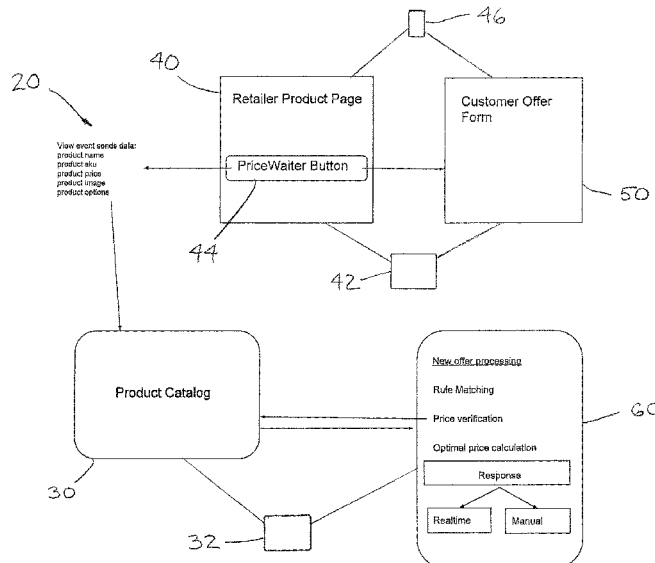 46
40
20
Retailer Product Page
Customer Offer
Form
View event sends data:
product name
product sku
product price
product image
product options
PriceWaiter Button
44
50
42
New offer processing
Rule Matching
Product Catalog
Price verification
60
Optimal price calculation
Response
30
Realtime
Manual
32